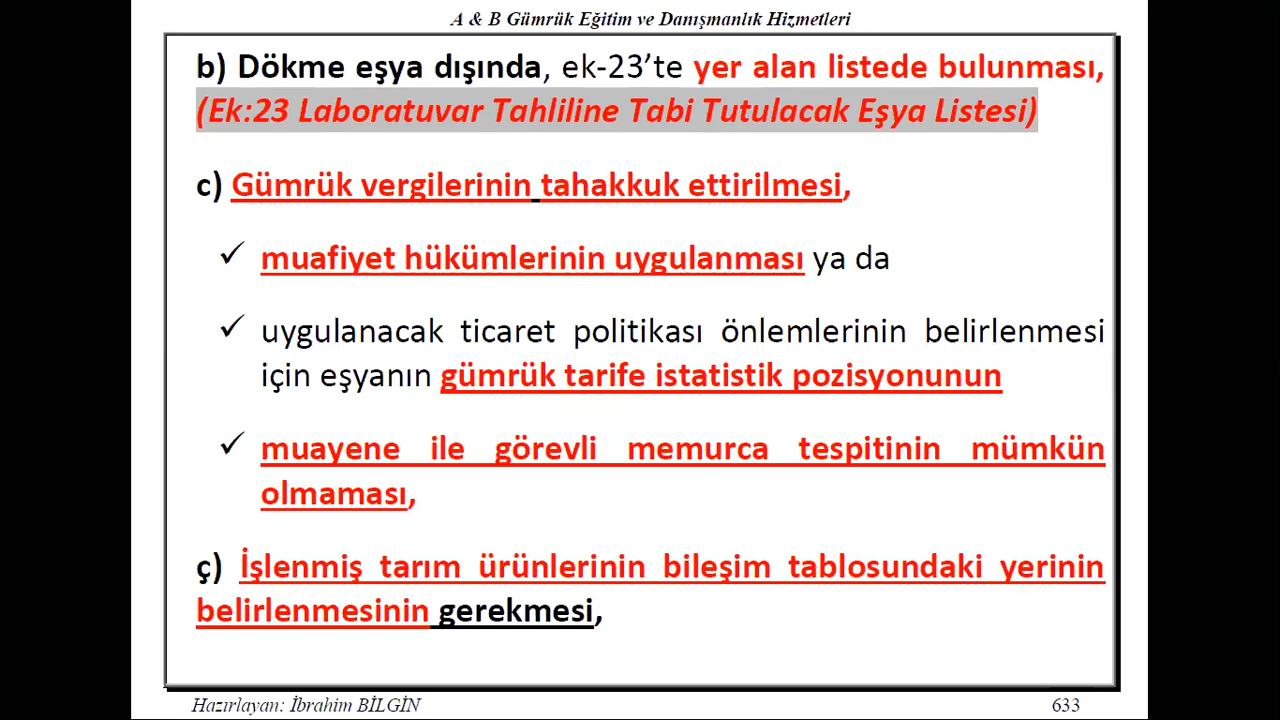 A & B Gümrük Eğitim ve Danışmanlık Hizmetleri
b) Dökme eşya dışında, ek-23’te yer alan listede bulunması,
(Ek:23 Laboratuvar Tahliline Tabi Tutulacak Eşya Listesi)
c) Gümrük vergilerinin tahakkuk ettirilmesi,
✓ muafiyet hükümlerinin uygulanması ya da
✓ uygulanacak ticaret politikası önlemlerinin belirlenmesi
için eşyanın gümrük tarife istatistik pozisyonunun
✓ muayene ile görevli memurca tespitinin mümkün
olmaması,
ç) İşlenmiş tarım ürünlerinin bileşim tablosundaki yerinin
belirlenmesinin gerekmesi,
Hazırlayan: İbrahim BİLGİN
633